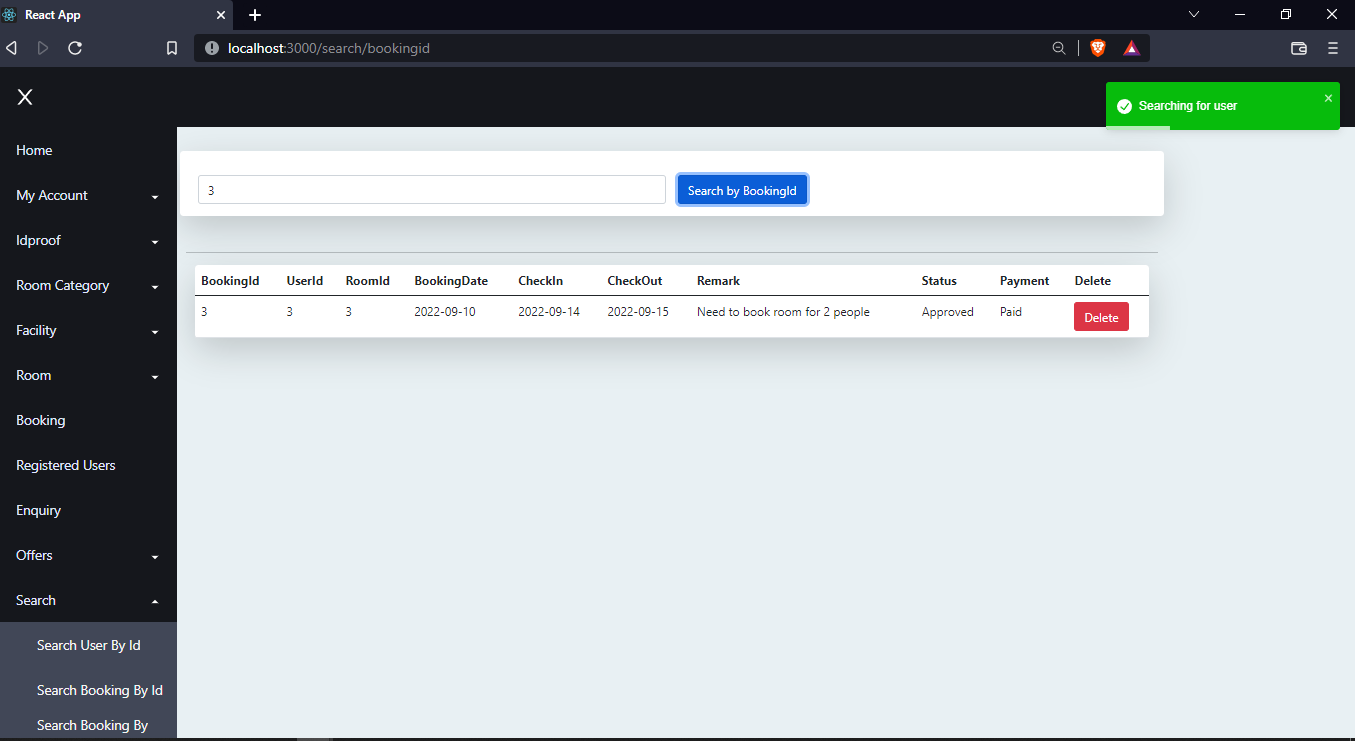 React App
localhost:3000/search/bookingid
Searching for user
Home
My Account
Idproof
Room Category
Facility
Room
Booking
Registered Users
Enquiry
Offers
Search
Search User By Id
Search Booking By Id
Search Booking By
3 Search by BookingId
BookingId UserId RoomId BookingDate CheckIn CheckOut Remark Status Payment Delete
3 3 3 2022-09-10 2022-09-14 2022-09-15 Need to book room for 2 people Approved Paid Delete